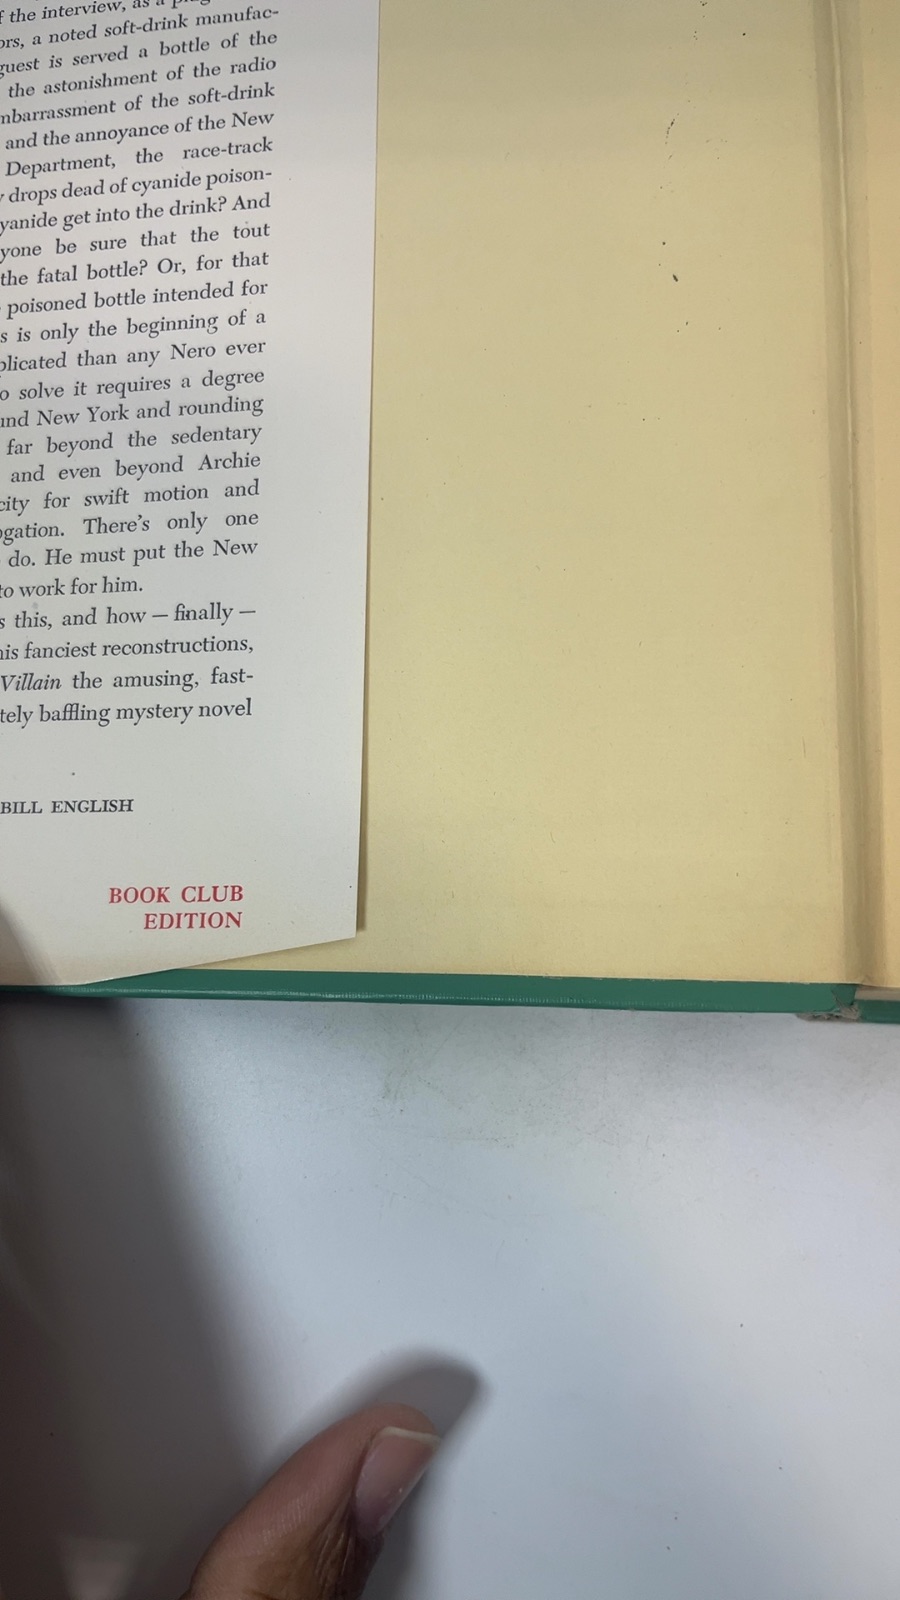 f the interview, as a
ors, a noted soft-drink manufac-
guest is served a bottle of the
the astonishment of the radio
mbarrassment of the soft-drink
and the annoyance of the New
Department, the race-track
y drops dead of cyanide poison-
yanide get into the drink? And
yone be sure that the tout
the fatal bottle? Or, for that
poisoned bottle intended for
s is only the beginning of a
plicated than any Nero ever
o solve it requires a degree
und New York and rounding
far beyond the sedentary
and even beyond Archie
city for swift motion and
ogation. There's only one
do. He must put the New
to work for him.
s this, and how — finally —
his fanciest reconstructions,
Villain the amusing, fast-
tely baffling mystery novel
BILL ENGLISH
BOOK CLUB
EDITION